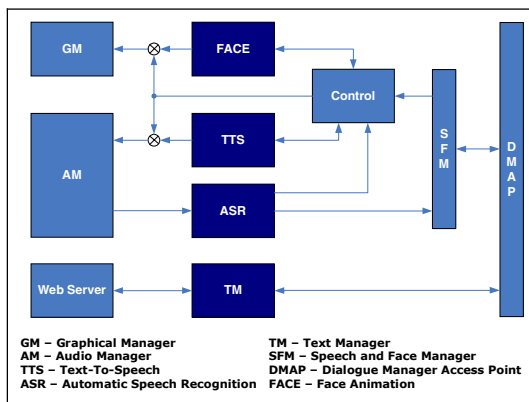 GM
FACE
Control
AM
TTS
ASR
S
F
M
D
M
A
P
Web Server
TM
GM – Graphical Manager
AM – Audio Manager
TTS – Text-To-Speech
ASR – Automatic Speech Recognition
TM – Text Manager
SFM – Speech and Face Manager
DMAP – Dialogue Manager Access Point
FACE – Face Animation